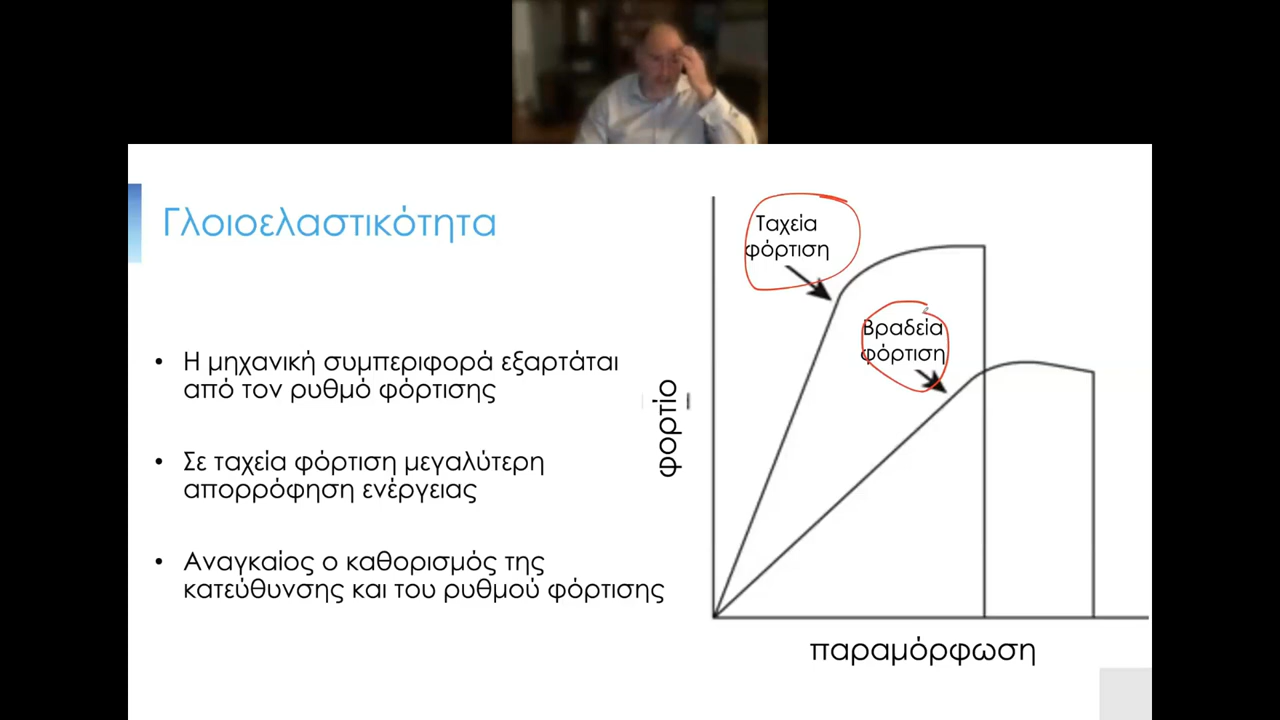 Γλοιοελαστικότητα
• Η μηχανική συμπεριφορά εξαρτάται
από τον ρυθμό φόρτισης
• Σε ταχεία φόρτιση μεγαλύτερη
απορρόφηση ενέργειας
• Αναγκαίος ο καθορισμός της
κατεύθυνσης και του ρυθμού φόρτισης
Ταχεία
φόρτιση
Βραδεία
φόρτιση
φορτίο
παραμόρφωση